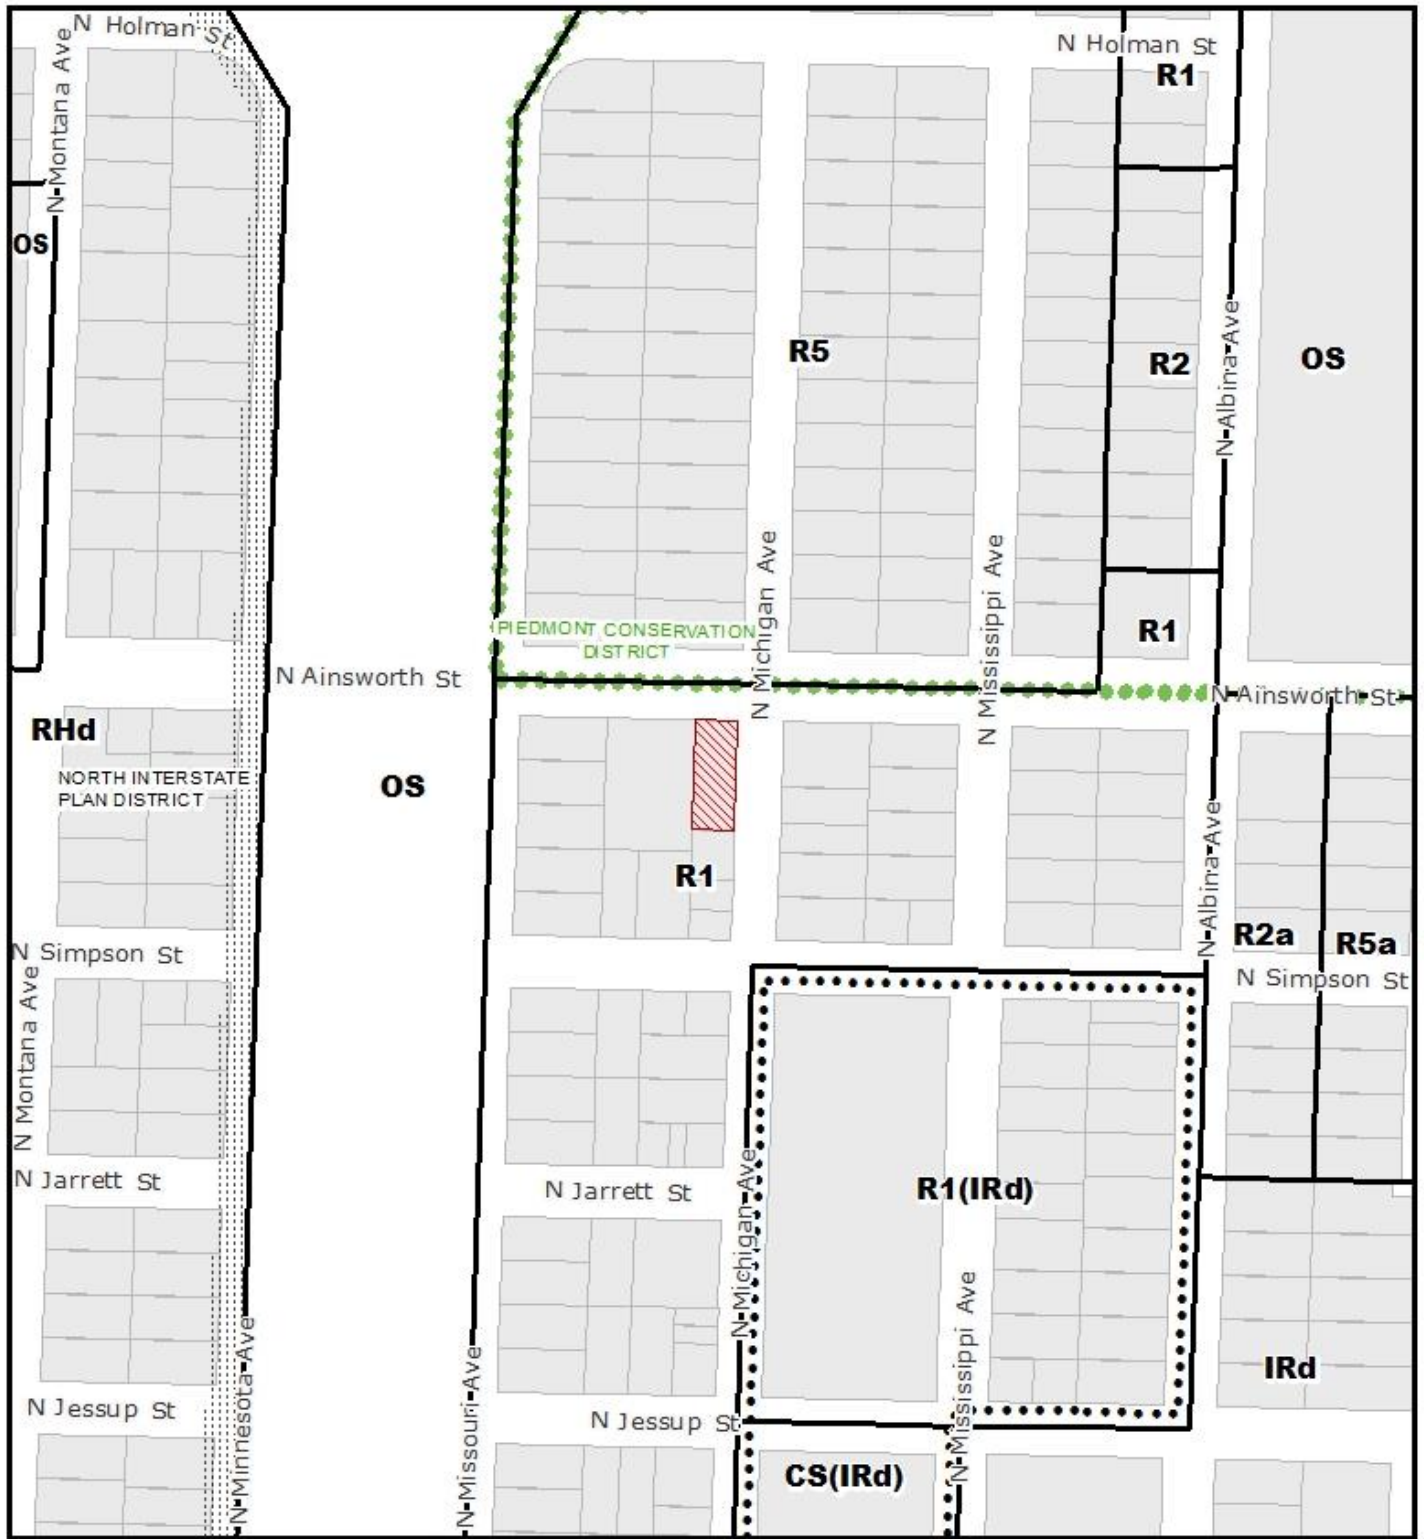 N Holman St
N Holman St
R1
N Montana Ave
OS
R5
R2
OS
N Albina Ave
N Michigan Ave
N Mississippi Ave
PIEDMONT CONSERVATION
DISTRICT
R1
N Ainsworth St
N Ainsworth St
RHd
NORTH INTERSTATE
PLAN DISTRICT
OS
R1
N Albina Ave
R2a
R5a
N Simpson St
N Simpson St
N Montana Ave
N Jarrett St
N Jarrett St
R1(IRd)
N Michigan Ave
N Mississippi Ave
IRd
N Minnesota Ave
N Missouri Ave
N Jessup St
N Jessup St
CS(IRd)